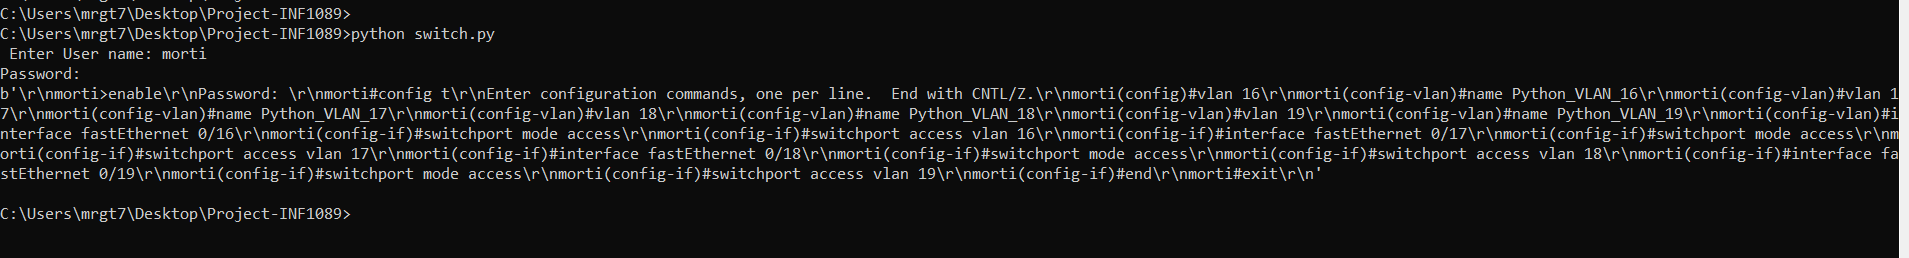 C:\Users\mrgt7\Desktop\Project-INF1089>
C:\Users\mrgt7\Desktop\Project-INF1089>python switch.py
 Enter User name: morti
Password:
b'\r\nmorti>enable\r\nPassword: \r\nmorti#config t\r\nEnter configuration commands, one per line.  End with CNTL/Z.\r\nmorti(config)#vlan 16\r\nmorti(config-vlan)#name Python_VLAN_16\r\nmorti(config-vlan)#vlan 1
7\r\nmorti(config-vlan)#name Python_VLAN_17\r\nmorti(config-vlan)#vlan 18\r\nmorti(config-vlan)#name Python_VLAN_18\r\nmorti(config-vlan)#vlan 19\r\nmorti(config-vlan)#name Python_VLAN_19\r\nmorti(config-vlan)#i
nterface fastEthernet 0/16\r\nmorti(config-if)#switchport mode access\r\nmorti(config-if)#switchport access vlan 16\r\nmorti(config-if)#interface fastEthernet 0/17\r\nmorti(config-if)#switchport mode access\r\nm
orti(config-if)#switchport access vlan 17\r\nmorti(config-if)#interface fastEthernet 0/18\r\nmorti(config-if)#switchport mode access\r\nmorti(config-if)#switchport access vlan 18\r\nmorti(config-if)#interface fa
stEthernet 0/19\r\nmorti(config-if)#switchport mode access\r\nmorti(config-if)#switchport access vlan 19\r\nmorti(config-if)#end\r\nmorti#exit\r\n'
C:\Users\mrgt7\Desktop\Project-INF1089>